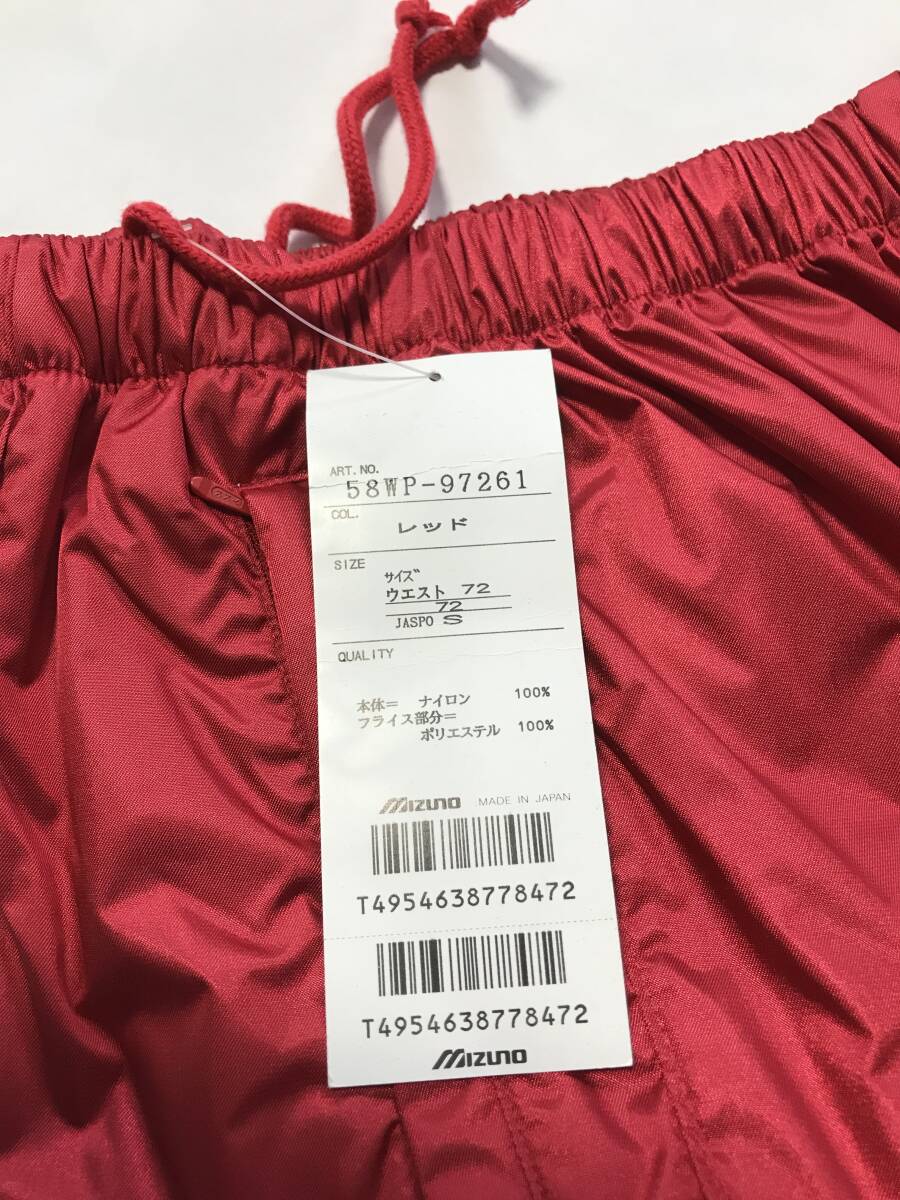 ART. NO.
58WP-97261
COL.
レッド
SIZE
サイズ
ウエスト 72
72
JASPO S
QUALITY
本体＝ ナイロン 100%
フライス部分＝
ポリエステル 100%
MIZUNO MADE IN JAPAN
T4954638778472
T4954638778472
MIZUNO